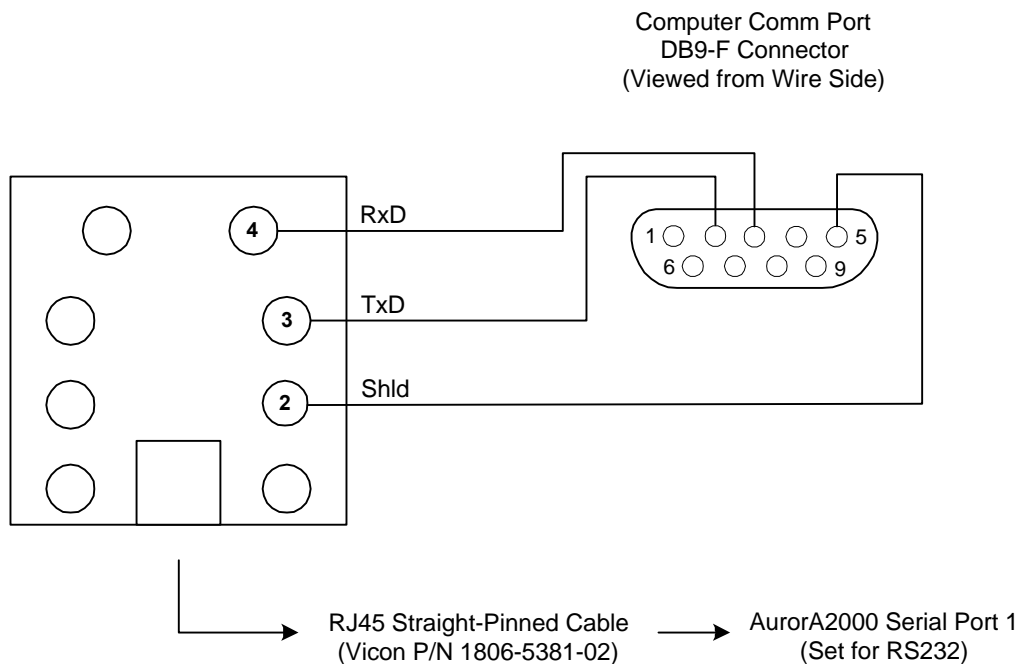 Computer Comm Port
DB9-F Connector
(Viewed from Wire Side)
4
RxD
1
5
6
9
3
TxD
2
Shld
RJ45 Straight-Pinned Cable
(Vicon P/N 1806-5381-02)
AurorA2000 Serial Port 1
(Set for RS232)